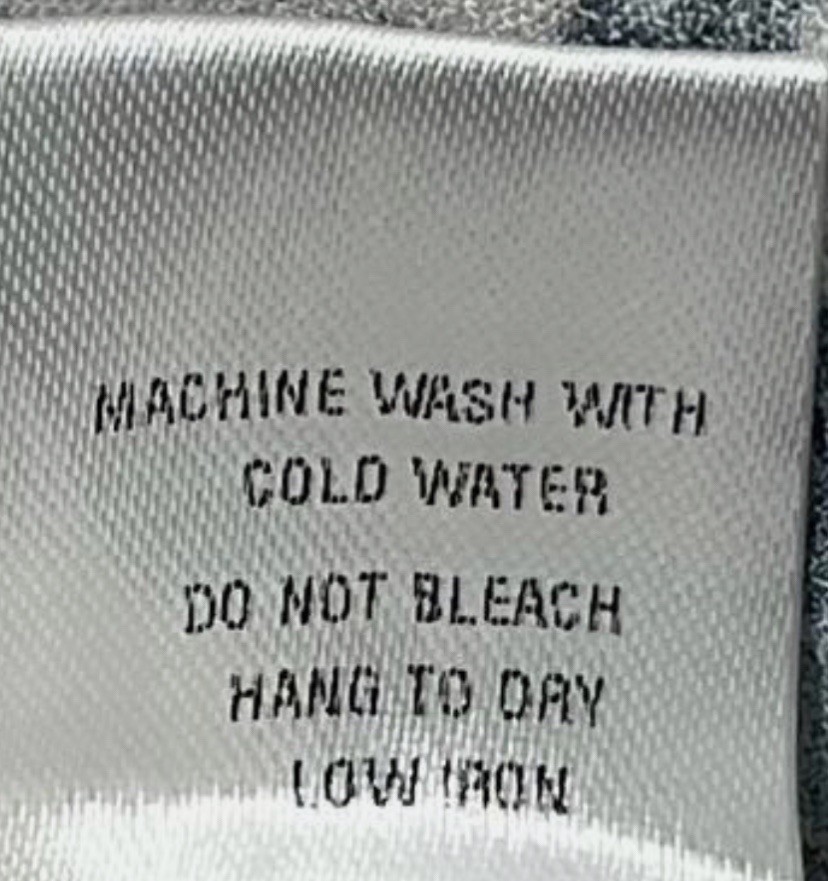 MACHINE WASH WITH
COLD WATER
DO NOT BLEACH
HANG TO DRY
LOW IRON